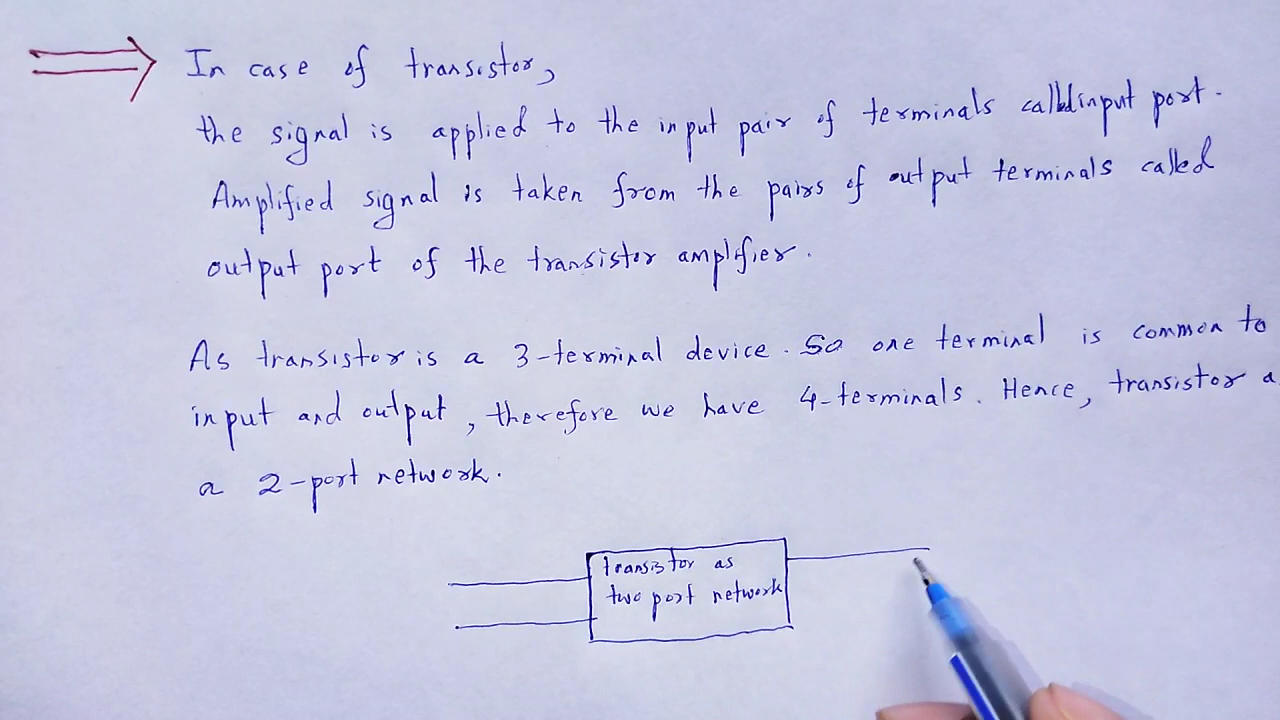 In case of transistor,
the signal is applied to the input pair of terminals called input port.
Amplified signal is taken from the pairs of output terminals called
output port of the transistor amplifier.
As transistor is a 3-terminal device. So one terminal is common to
input and output, therefore we have 4-terminals. Hence, transistor a
a 2-port network.
transistor as
two port network